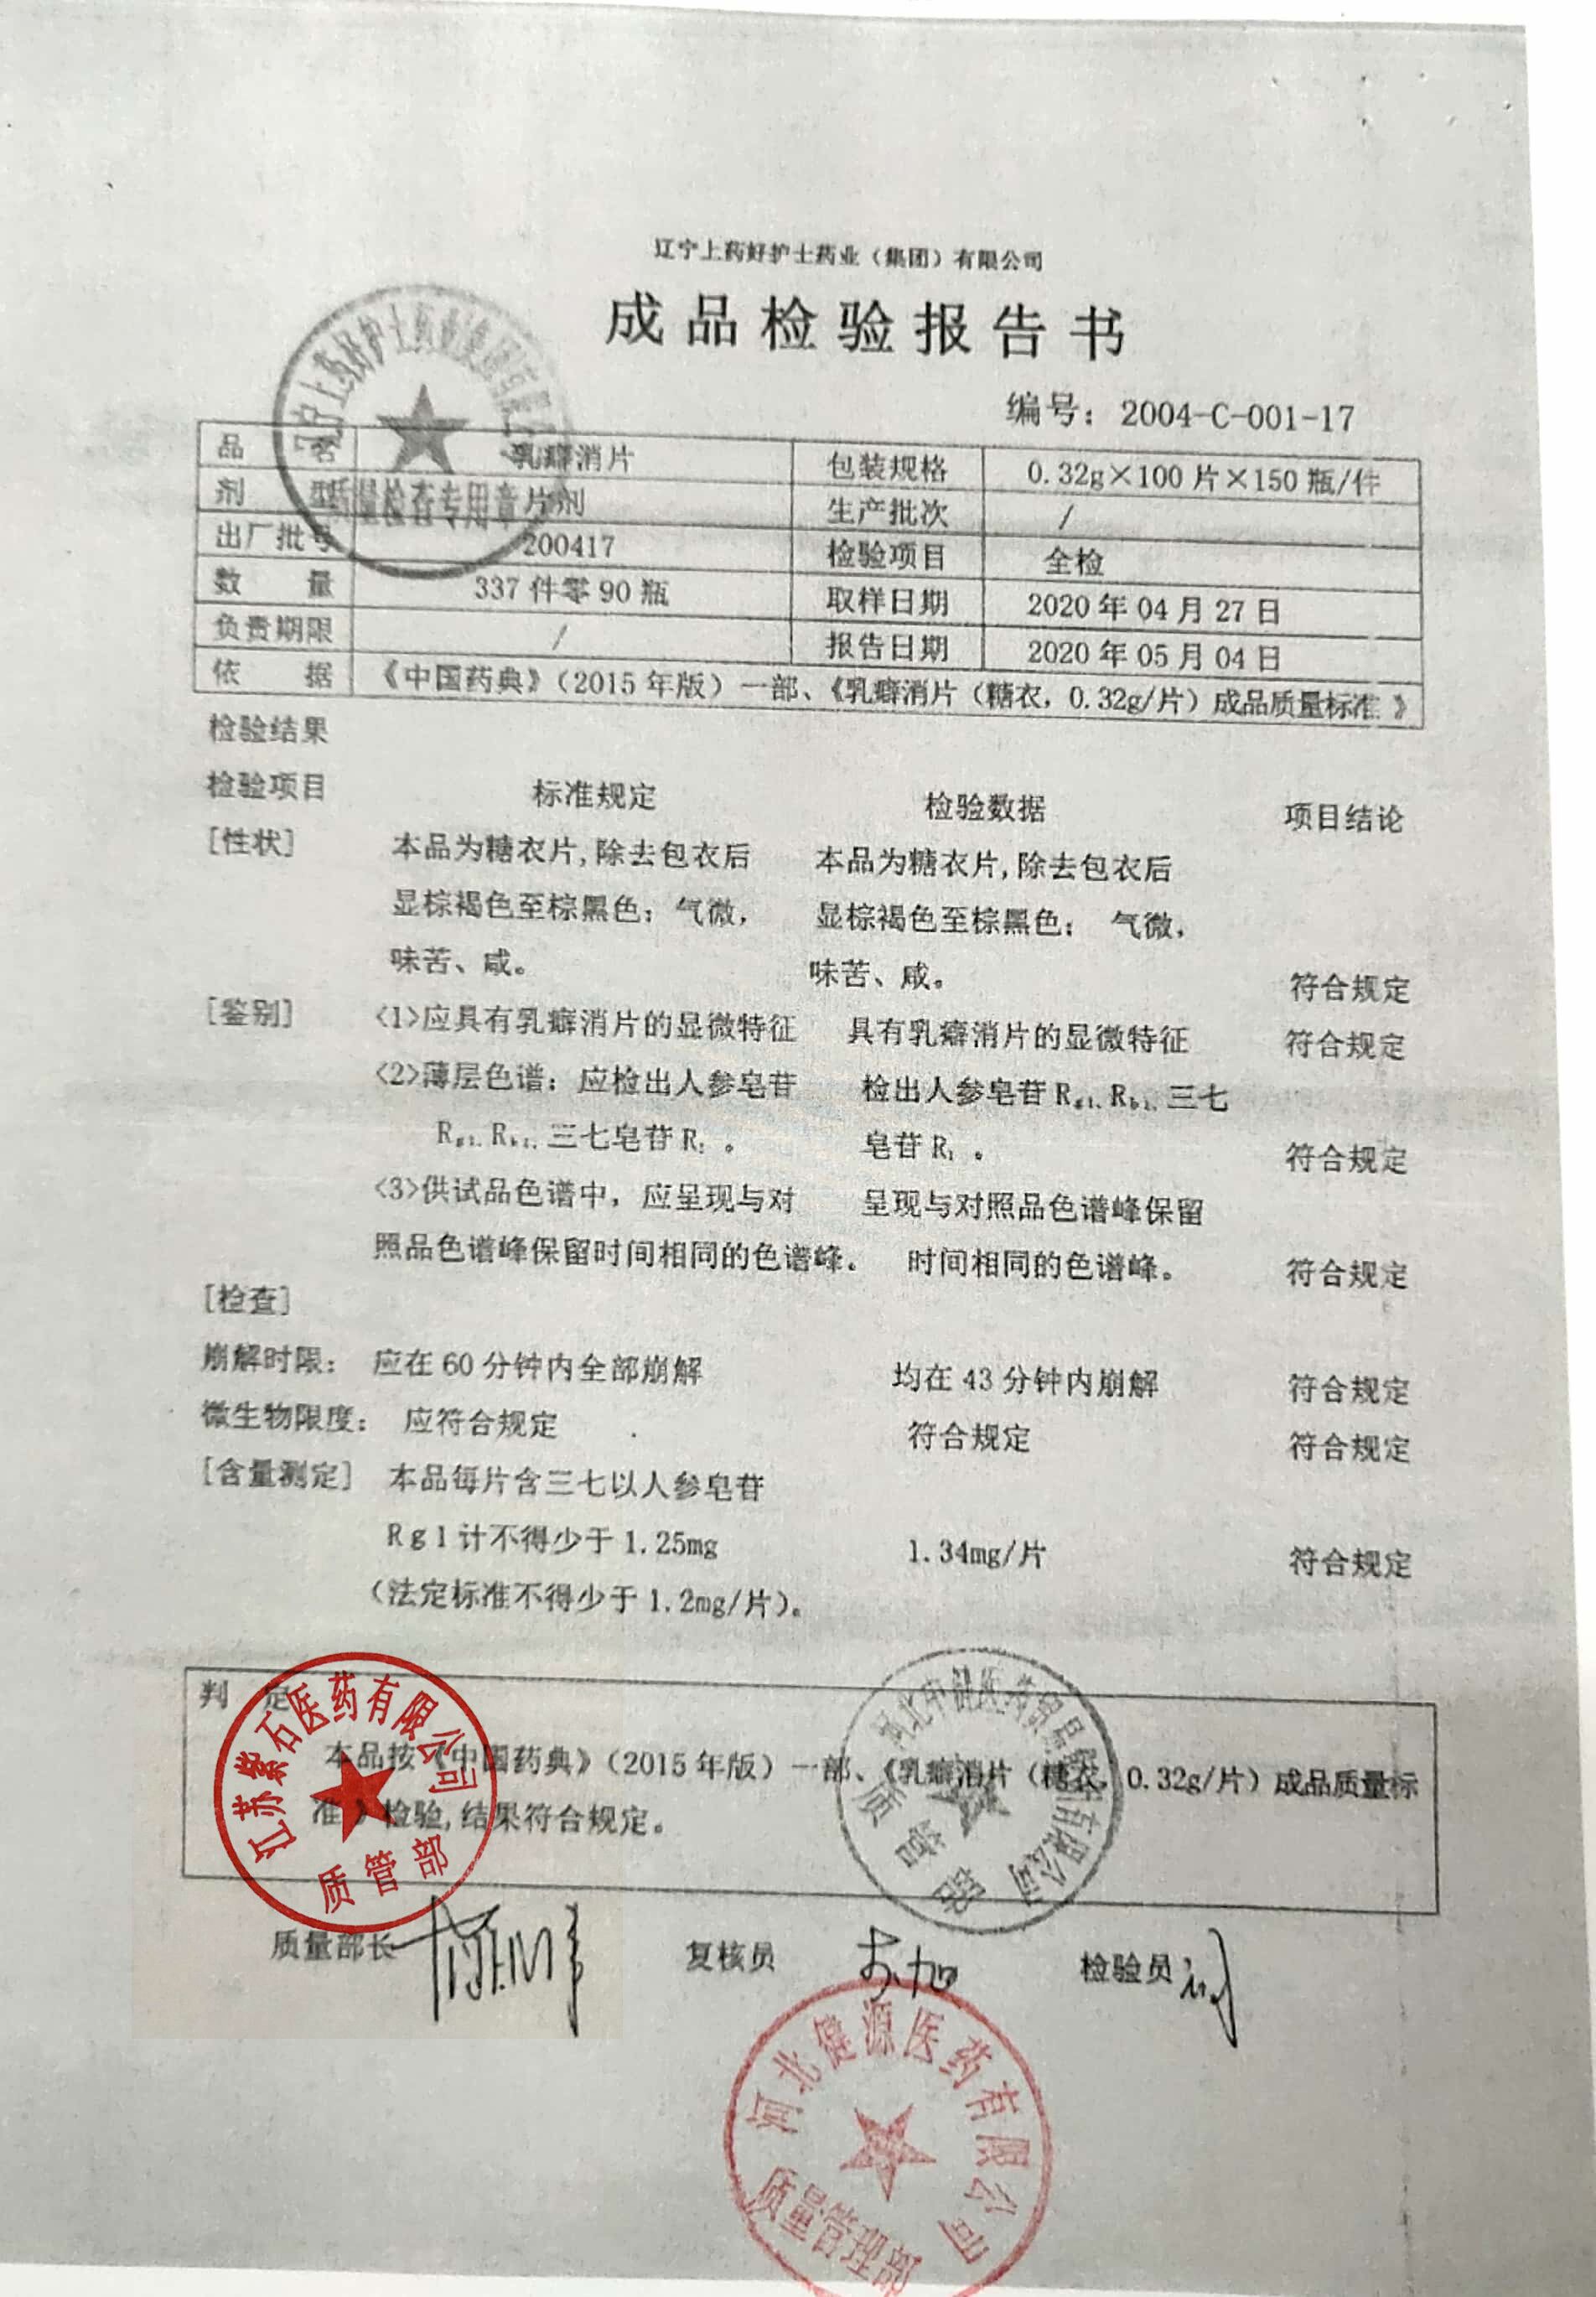 辽宁上药好护士药业（集团）有限公司
成品检验报告书
编号：2004-C-001-17
品 名 乳癖消片 包装规格 0.32g×100片×150瓶/件
剂 型 片剂 生产批次 /
出厂批号 200417 检验项目 全检
数 量 337件零90瓶 取样日期 2020年04月27日
负责期限 / 报告日期 2020年05月04日
依 据 《中国药典》（2015年版）一部、《乳癖消片（糖衣，0.32g/片）成品质量标准 》
质量检查专用章
检验结果
检验项目 标准规定 检验数据 项目结论
[性状] 本品为糖衣片,除去包衣后 本品为糖衣片,除去包衣后
显棕褐色至棕黑色；气微， 显棕褐色至棕黑色； 气微，
味苦、咸。 味苦、咸。 符合规定
[鉴别] <1>应具有乳癖消片的显微特征 具有乳癖消片的显微特征 符合规定
<2>薄层色谱：应检出人参皂苷 检出人参皂苷Rg1、Rb1、三七
Rg1、Rb1、三七皂苷R1 。 皂苷R1 。 符合规定
<3>供试品色谱中，应呈现与对 呈现与对照品色谱峰保留
照品色谱峰保留时间相同的色谱峰。 时间相同的色谱峰。 符合规定
[检查]
崩解时限： 应在60分钟内全部崩解 均在43分钟内崩解 符合规定
微生物限度： 应符合规定 符合规定 符合规定
[含量测定] 本品每片含三七以人参皂苷
Rg1计不得少于1.25mg 1.34mg/片 符合规定
（法定标准不得少于1.2mg/片）。
判 定
本品按《中国药典》（2015年版）一部、《乳癖消片（糖衣，0.32g/片）成品质量标
准》检验,结果符合规定。
江苏紫石医药有限公司
质管部
质管部
质量部长 复核员 检验员
河北健源医药有限公司
质量管理部